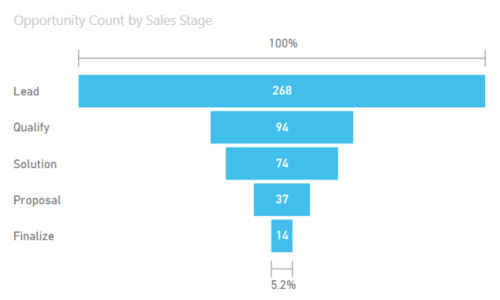 Opportunity Count by Sales Stage
100%
Lead 268
Qualify 94
Solution 74
Proposal 37
Finalize 14
5.2%